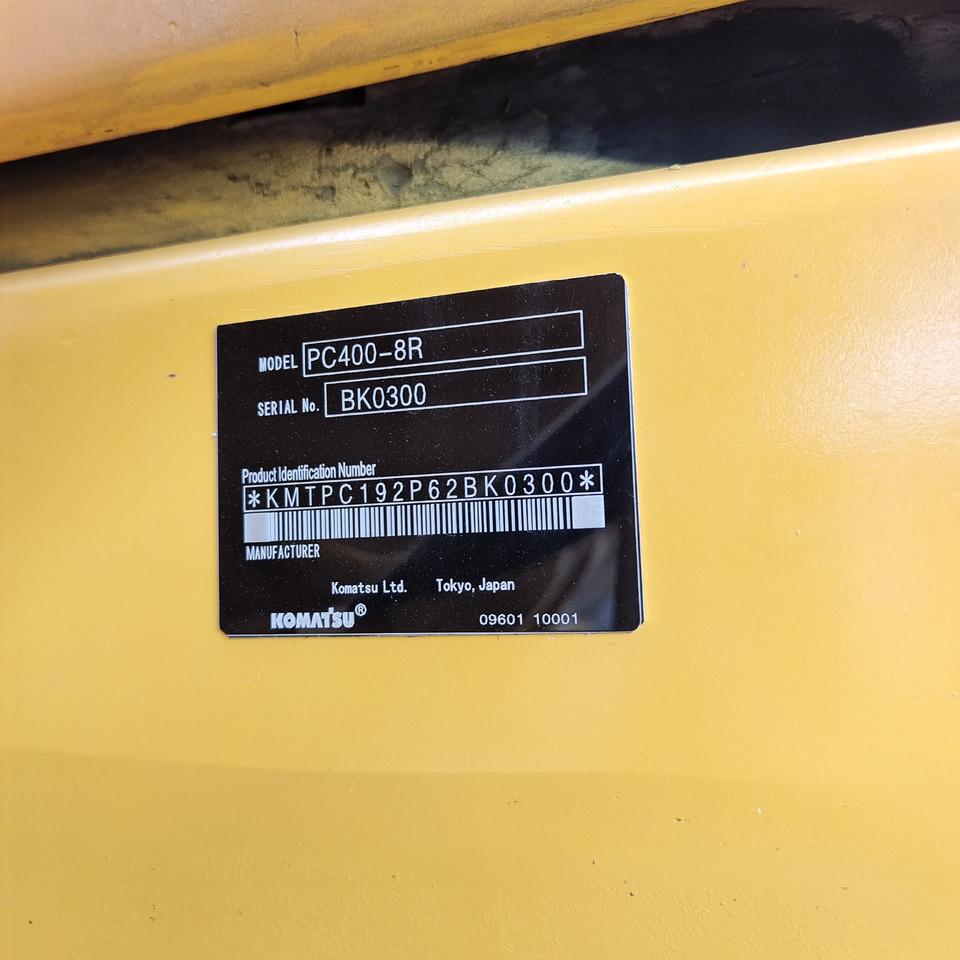 MODEL PC400-8R
SERIAL No. BK0300
Product Identification Number
*KMTPC192P62BK0300*
MANUFACTURER
Komatsu Ltd. Tokyo, Japan
KOMATSU® 09601 10001